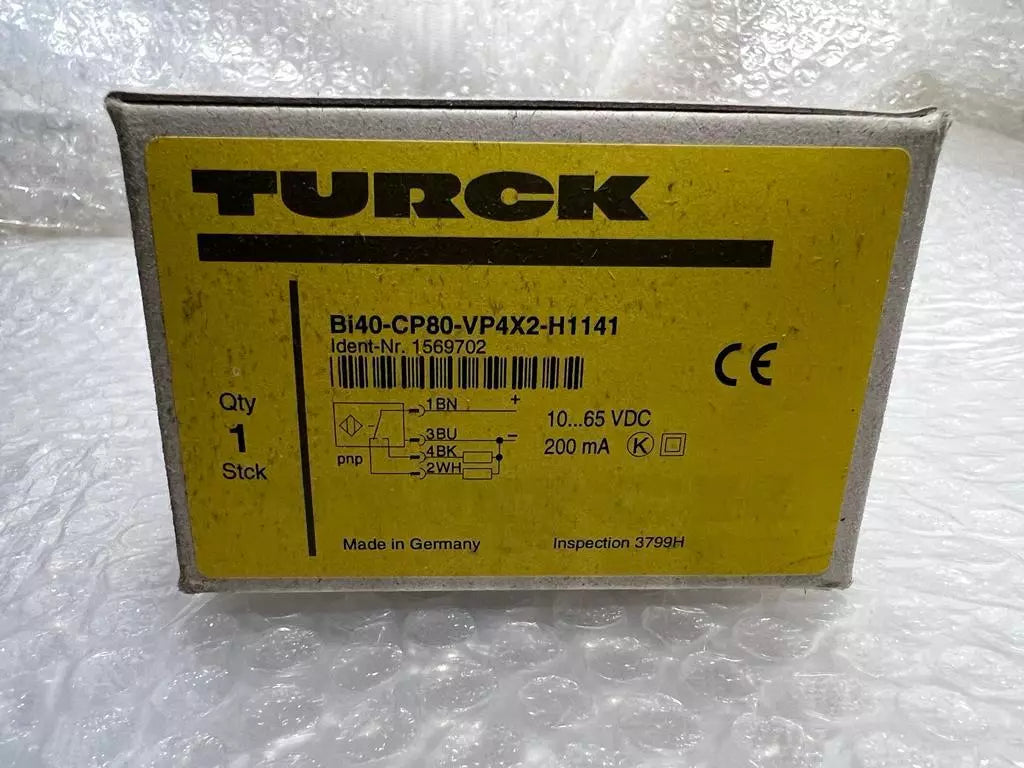 TURCK
Bi40-CP80-VP4X2-H1141
Ident-Nr. 1569702
Qty
1
Stck
1BN +
3BU -
4BK
2WH
pnp
10...65 VDC
200 mA K
CE
Made in Germany
Inspection 3799H